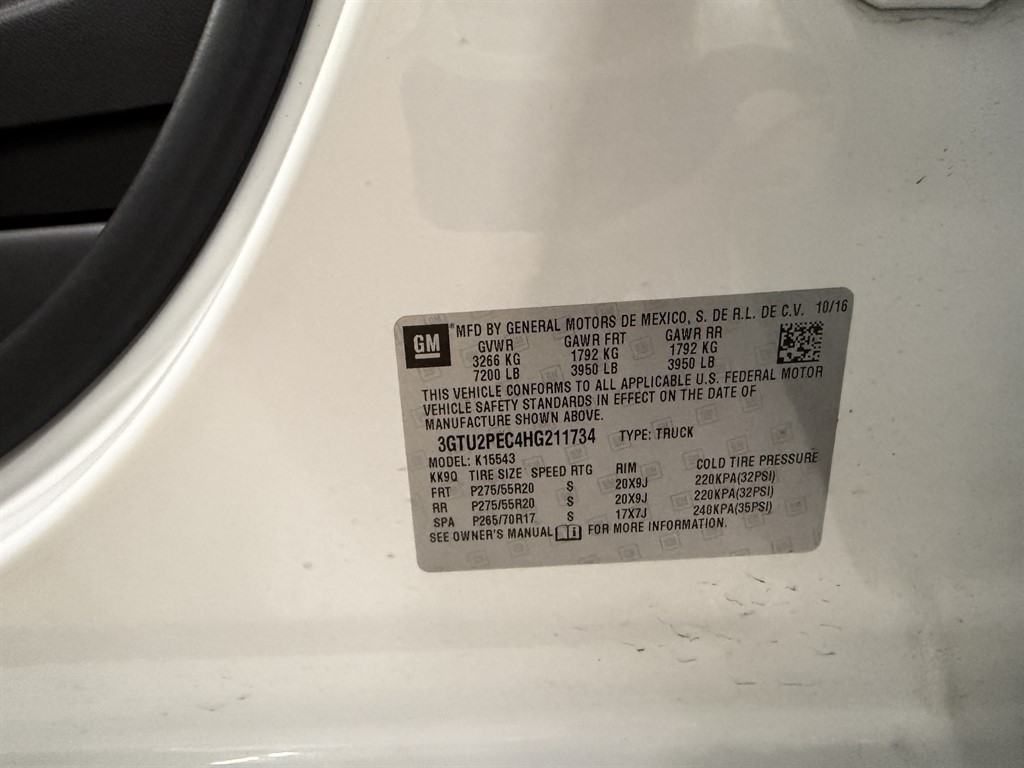 GM ® MFD BY GENERAL MOTORS DE MEXICO, S. DE R.L. DE C.V. 10/16
GVWR GAWR FRT GAWR RR
3266 KG 1792 KG 1792 KG
7200 LB 3950 LB 3950 LB
THIS VEHICLE CONFORMS TO ALL APPLICABLE U.S. FEDERAL MOTOR
VEHICLE SAFETY STANDARDS IN EFFECT ON THE DATE OF
MANUFACTURE SHOWN ABOVE.
3GTU2PEC4HG211734 TYPE: TRUCK
MODEL: K15543
KK9Q TIRE SIZE SPEED RTG RIM COLD TIRE PRESSURE
FRT P275/55R20 S 20X9J 220KPA(32PSI)
RR P275/55R20 S 20X9J 220KPA(32PSI)
SPA P265/70R17 S 17X7J 240KPA(35PSI)
SEE OWNER'S MANUAL FOR MORE INFORMATION.